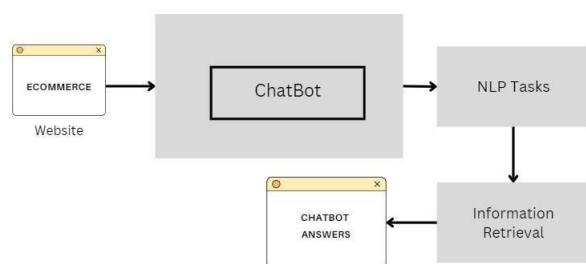 ECOMMERCE
Website
ChatBot
NLP Tasks
Information
Retrieval
CHATBOT
ANSWERS